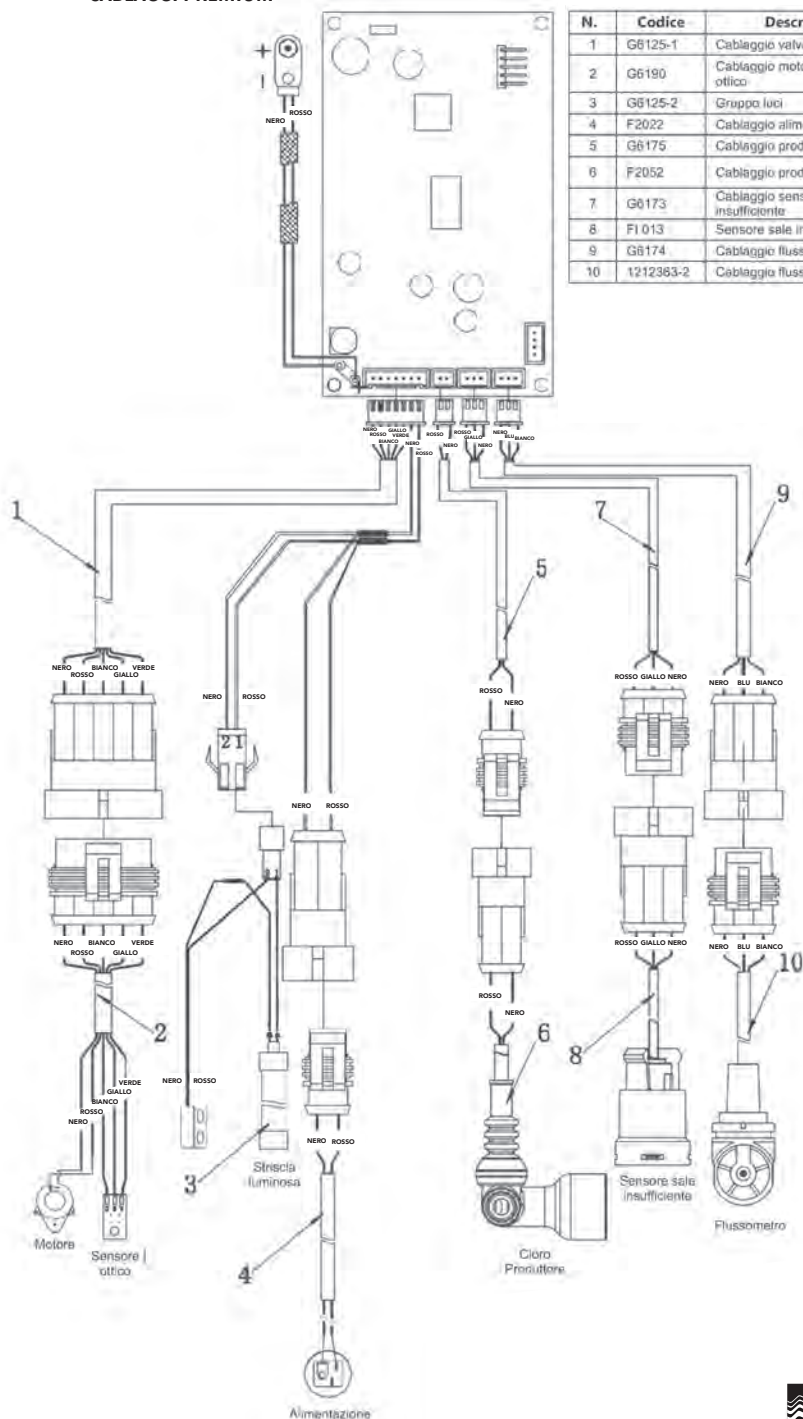 CABLAGGI PREMIUM
N. Codice Descr
1 G6125-1 Cablaggio valv
2 G6190 Cablaggio moto
ottico
3 G6125-2 Gruppo luci
4 F2022 Cablaggio alim
5 G6175 Cablaggio prod
6 F2052 Cablaggio prod
7 G6173 Cablaggio sens
insufficiente
8 FI 013 Sensore sale in
9 G6174 Cablaggio fluss
10 1212363-2 Cablaggio fluss
+
−
NERO ROSSO
NERO ROSSO BIANCO GIALLO VERDE NERO ROSSO
ROSSO NERO
ROSSO GIALLO NERO
NERO BLU BIANCO
1
7
9
5
NERO ROSSO BIANCO GIALLO VERDE
NERO ROSSO
2 1
NERO ROSSO
ROSSO NERO
ROSSO GIALLO NERO
NERO BLU BIANCO
NERO ROSSO BIANCO GIALLO VERDE
ROSSO NERO
ROSSO GIALLO NERO
NERO BLU BIANCO
2
6
8
10
NERO ROSSO BIANCO GIALLO VERDE
NERO ROSSO
NERO ROSSO
3
4
Motore
Sensore
ottico
Striscia
luminosa
Cloro
Produttore
Sensore sale
insufficiente
Flussometro
Alimentazione